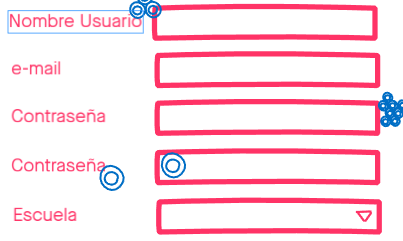 Nombre Usuario
e-mail
Contraseña
Contraseña
Escuela